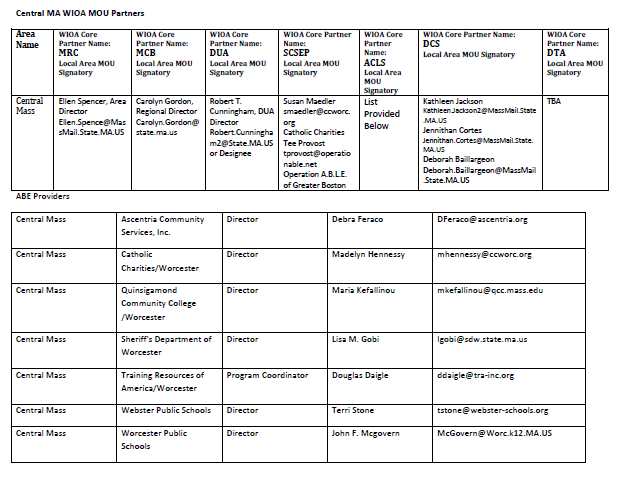 Central MA WIOA MOU Partners
Area Name
WIOA Core Partner Name:
MRC
Local Area MOU Signatory
WIOA Core Partner Name:
MCB
Local Area MOU Signatory
WIOA Core Partner Name:
DUA
Local Area MOU Signatory
WIOA Core Partner Name:
SCSEP
Local Area MOU Signatory
WIOA Core Partner Name:
ACLS
Local Area MOU Signatory
WIOA Core Partner Name:
DCS
Local Area MOU Signatory
WIOA Core Partner Name:
DTA
Local Area MOU Signatory
Central Mass
Ellen Spencer, Area
Director
Ellen.Spence@Mas
sMail.State.MA.US
Carolyn Gordon,
Regional Director
Carolyn.Gordon@
state.ma.us
Robert T.
Cunningham, DUA
Director
Robert.Cunningha
m2@State.MA.US
or Designee
Susan Maedler
smaedler@ccworc.
org
Catholic Charities
Tee Provost
tprovost@operatio
nable.net
Operation A.B.L.E.
of Greater Boston
List
Provided
Below
Kathleen Jackson
Kathleen.Jackson2@MassMail.State
.MA.US
Jennithan Cortes
Jennithan.Cortes@MassMail.State.
MA.US
Deborah Baillargeon
Deborah.Baillargeon@MassMail
.State.MA.US
TBA
ABE Providers
Central Mass
Ascentria Community
Services, Inc.
Director
Debra Feraco
DFeraco@ascentria.org
Central Mass
Catholic
Charities/Worcester
Director
Madelyn Hennessy
mhennessy@ccworc.org
Central Mass
Quinsigamond
Community College
/Worcester
Director
Maria Kefallinou
mkefallinou@qcc.mass.edu
Central Mass
Sheriff's Department of
Worcester
Director
Lisa M. Gobi
lgobi@sdw.state.ma.us
Central Mass
Training Resources of
America/Worcester
Program Coordinator
Douglas Daigle
ddaigle@tra-inc.org
Central Mass
Webster Public Schools
Director
Terri Stone
tstone@webster-schools.org
Central Mass
Worcester Public
Schools
Director
John F. Mcgovern
McGovern@Worc.k12.MA.US